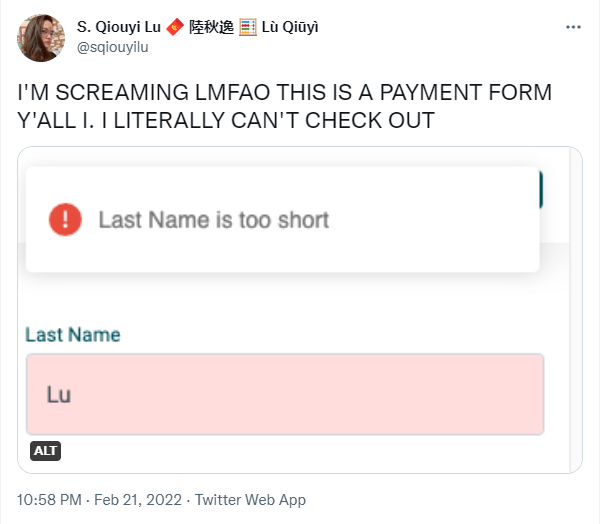 S. Qiouyi Lu 🧧 陸秋逸 🧮 Lù Qiūyì
@sqiouyilu
I'M SCREAMING LMFAO THIS IS A PAYMENT FORM
Y'ALL I. I LITERALLY CAN'T CHECK OUT
Last Name is too short
Last Name
Lu
ALT
10:58 PM · Feb 21, 2022 · Twitter Web App